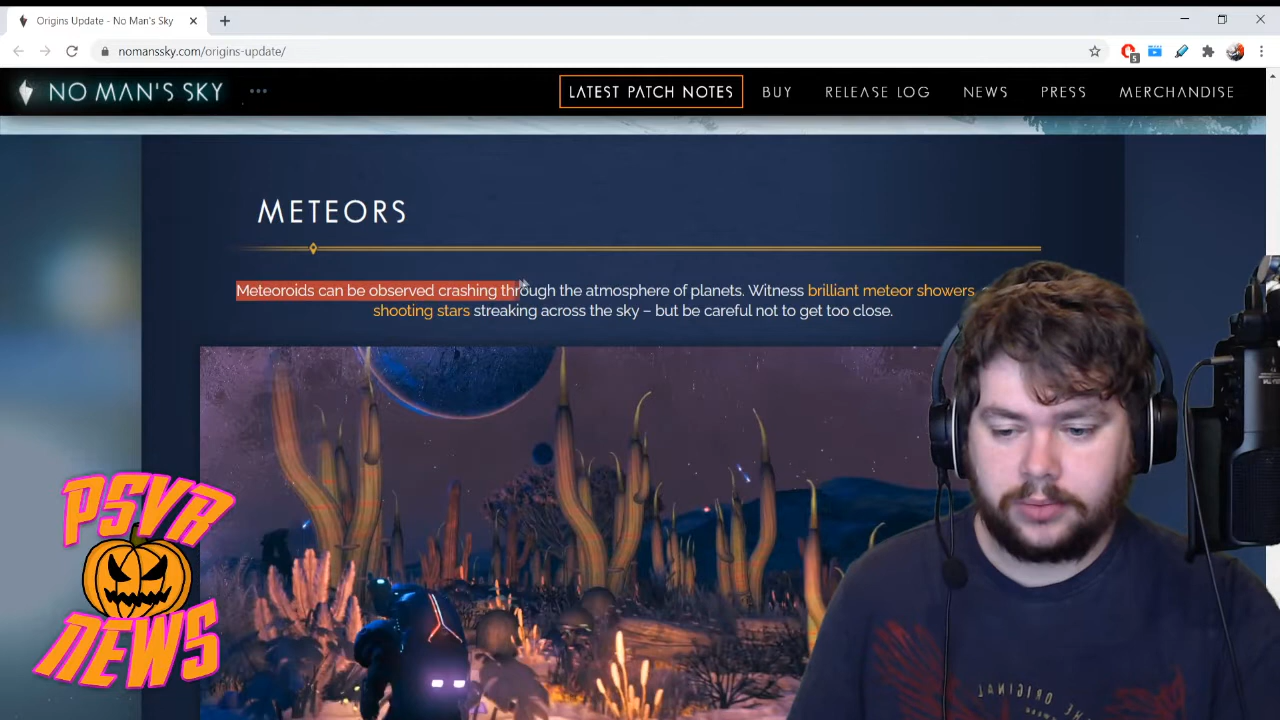 Origins Update - No Man's Sky
nomanssky.com/origins-update/
5
NO MAN'S SKY
LATEST PATCH NOTES
BUY
RELEASE LOG
NEWS
PRESS
MERCHANDISE
METEORS
Meteoroids can be observed crashing through the atmosphere of planets. Witness brilliant meteor showers,
shooting stars streaking across the sky – but be careful not to get too close.
PSVR
NEWS
ORIGINAL